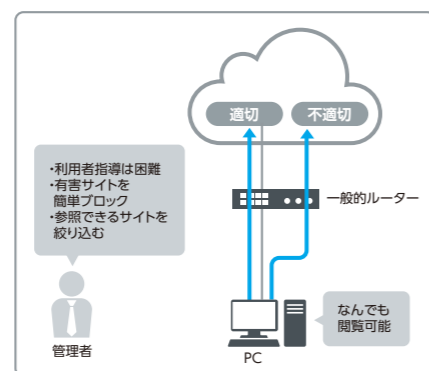 適切
不適切
・利用者指導は困難
・有害サイトを
簡単ブロック
・参照できるサイトを
絞り込む
一般的ルーター
なんでも
閲覧可能
管理者
PC